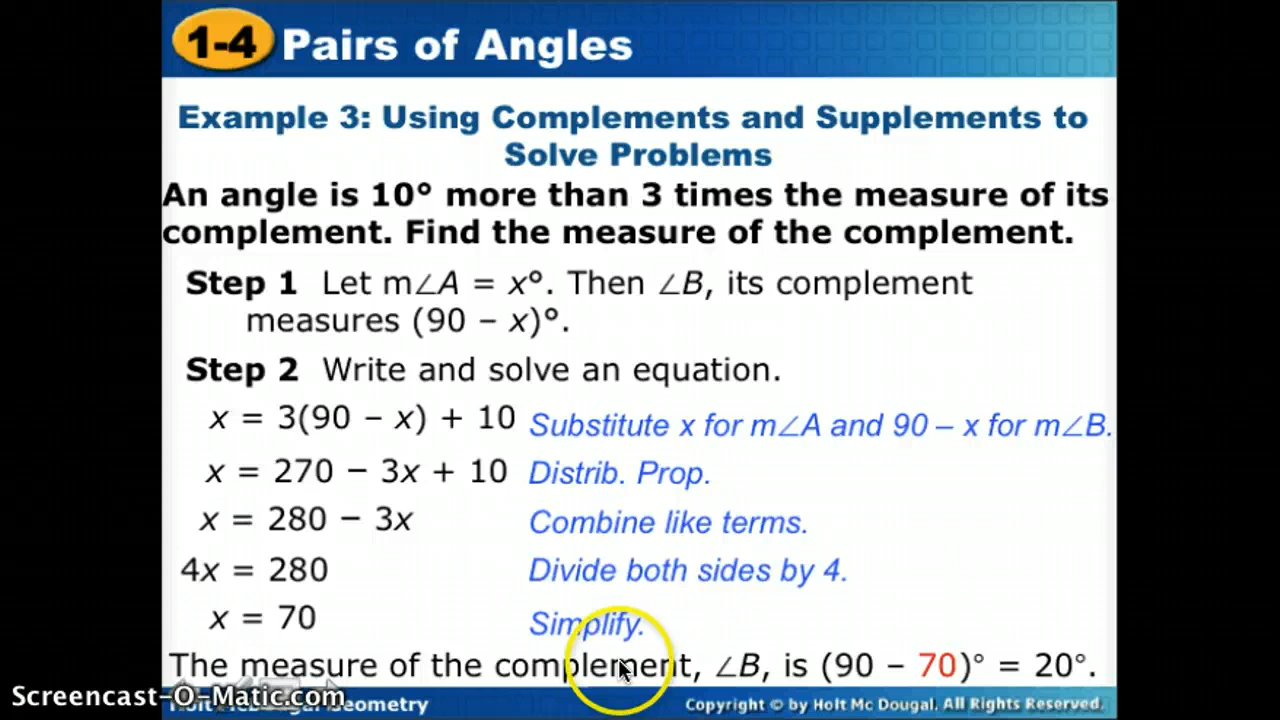 1-4 Pairs of Angles
Example 3: Using Complements and Supplements to
Solve Problems
An angle is 10° more than 3 times the measure of its
complement. Find the measure of the complement.
Step 1 Let m∠A = x°. Then ∠B, its complement
measures (90 – x)°.
Step 2 Write and solve an equation.
x = 3(90 – x) + 10 Substitute x for m∠A and 90 – x for m∠B.
x = 270 – 3x + 10 Distrib. Prop.
x = 280 – 3x Combine like terms.
4x = 280 Divide both sides by 4.
x = 70 Simplify.
The measure of the complement, ∠B, is (90 – 70)° = 20°.
Screencast-O-Matic.com
Holt McDougal Geometry Copyright © by Holt Mc Dougal. All Rights Reserved.